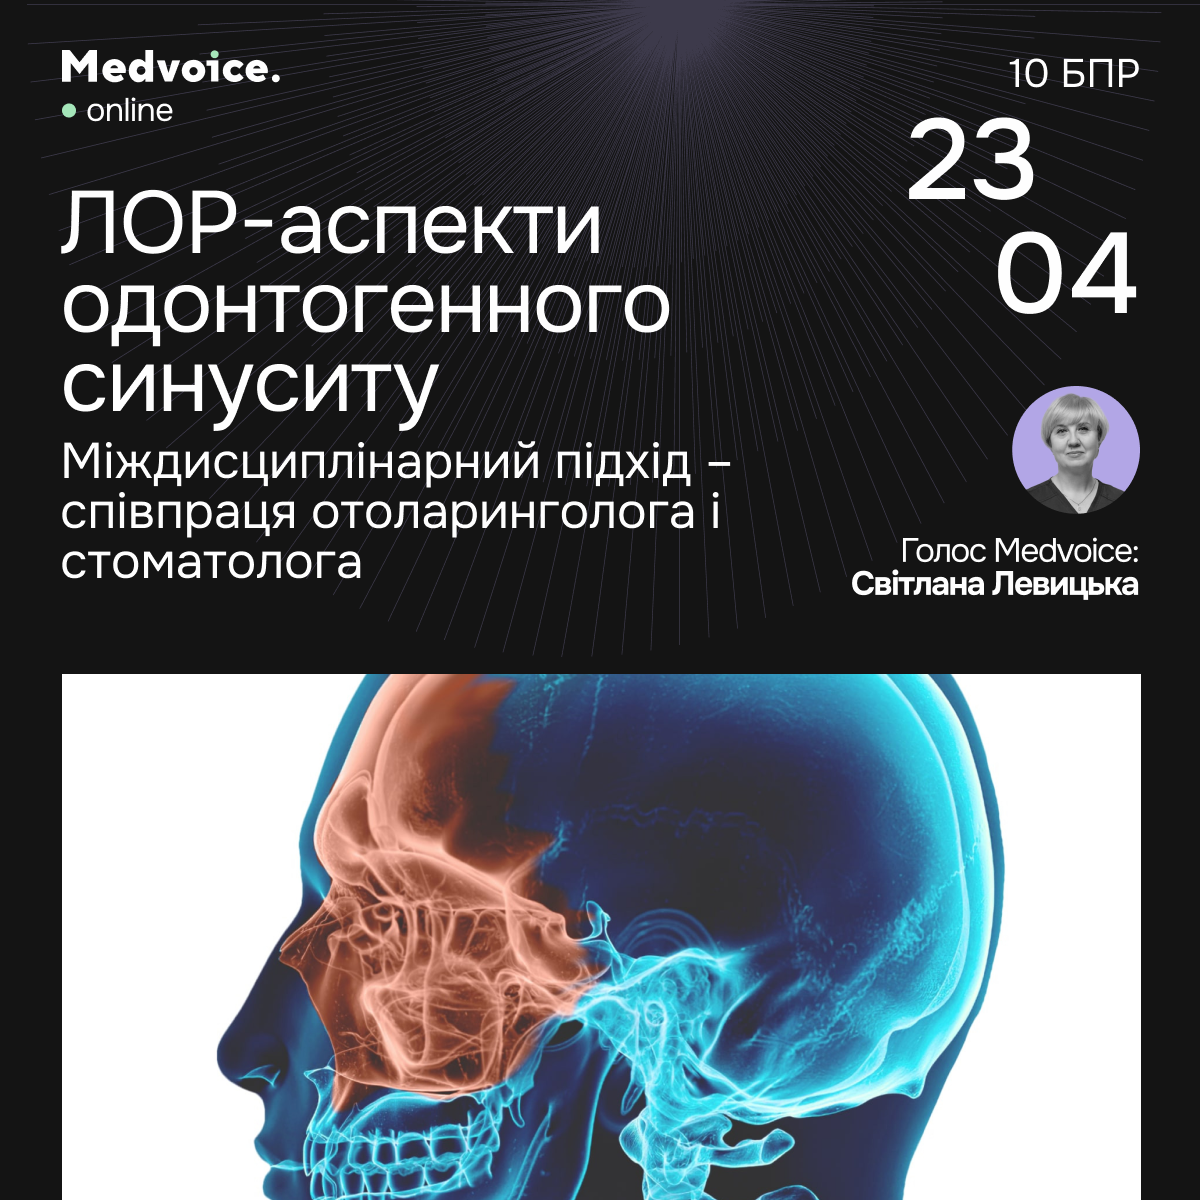 Medvoice.
online
10 БПР
23
04
ЛОР-аспекти
одонтогенного
синуситу
Міждисциплінарний підхід –
співпраця отоларинголога і
стоматолога
Голос Medvoice:
Світлана Левицька